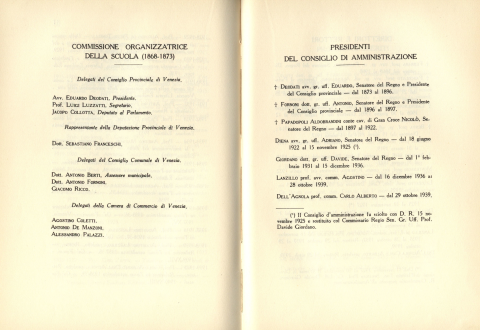 COMMISSIONE ORGANIZZATRICE
DELLA SCUOLA (1868-1873)
Delegati del Consiglio Provinciale di Venezia.
Avv. Eduardo Deodati, Presidente.
Prof. Luigi Luzzatti, Segretario.
Jacopo Collotta, Deputato al Parlamento.
Rappresentante della Deputazione Provinciale di Venezia.
Dott. Sebastiano Franceschi.
Delegati del Consiglio Comunale di Venezia.
Dott. Antonio Berti, Assessore municipale.
Dott. Antonio Fornoni.
Giacomo Ricco.
Delegati della Camera di Commercio di Venezia.
Agostino Coletti.
Antonio De Manzoni.
Alessandro Palazzi.
PRESIDENTI
DEL CONSIGLIO DI AMMINISTRAZIONE
† Deodati avv. gr. uff. Eduardo, Senatore del Regno e Presidente
del Consiglio provinciale — dal 1873 al 1896.
† Fornoni dott. gr. uff. Antonio, Senatore del Regno e Presidente
del Consiglio provinciale — dal 1896 al 1897.
† Papadopoli Aldobrandini conte cav. di Gran Croce Nicolò, Se-
natore del Regno — dal 1897 al 1922.
Diena avv. gr. uff. Adriano, Senatore del Regno — dal 18 giugno
1922 al 15 novembre 1925 (¹).
Giordano dott. gr. uff. Davide, Senatore del Regno — dal 1° feb-
braio 1931 al 15 dicembre 1936.
Lanzillo prof. avv. comm. Agostino — dal 16 dicembre 1936 al
28 ottobre 1939.
Dell'Agnola prof. comm. Carlo Alberto — dal 29 ottobre 1939.
(¹) Il Consiglio d'amministrazione fu sciolto con D. R. 15 no-
vembre 1925 e sostituito col Commissario Regio Sen. Gr. Uff. Prof.
Davide Giordano.